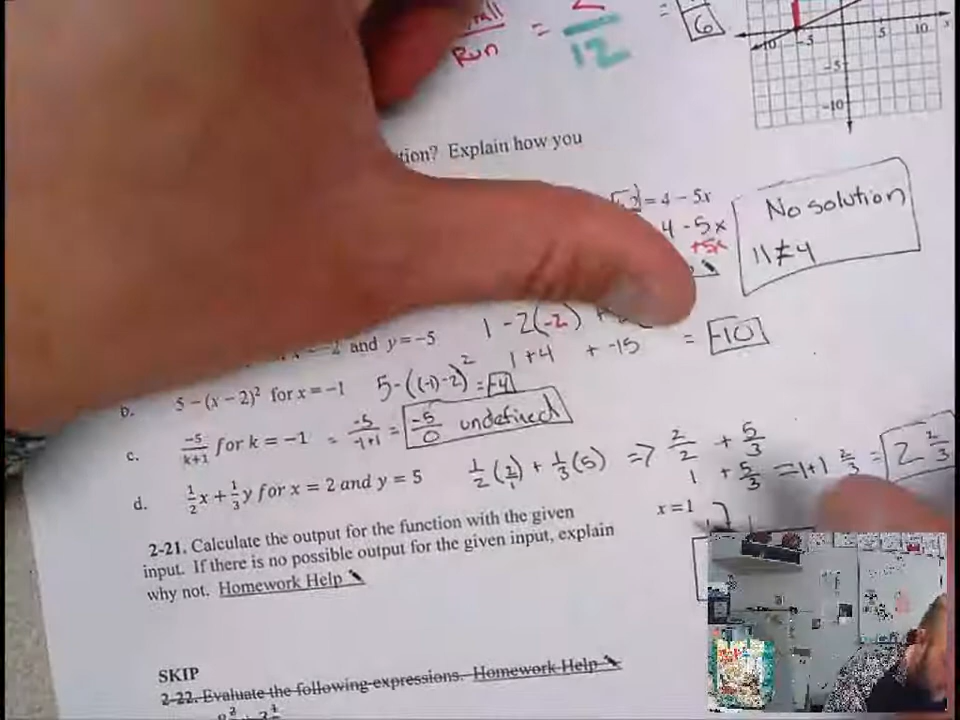 Run = 2/12 = 6
-10 -5 5 10 x
-5
-10
tion? Explain how you
= 4 - 5x
4 - 5x
+5x
No solution
11 ≠ 4
and y = -5 1 - 2(-2) +
1 + 4 + -15 = -10
b. 5 - (x - 2)² for x = -1 5 - ((-1) - 2)² = -4
c. -5/k+1 for k = -1 = -5/-1+1 = -5/0 undefined
d. 1/2x + 1/3y for x = 2 and y = 5 1/2(2/1) + 1/3(5) => 2/2 + 5/3
1 + 5/3 = 1+1 2/3 = 2 2/3
x = 1
2-21. Calculate the output for the function with the given
input. If there is no possible output for the given input, explain
why not. Homework Help
SKIP
2-22. Evaluate the following expressions. Homework Help